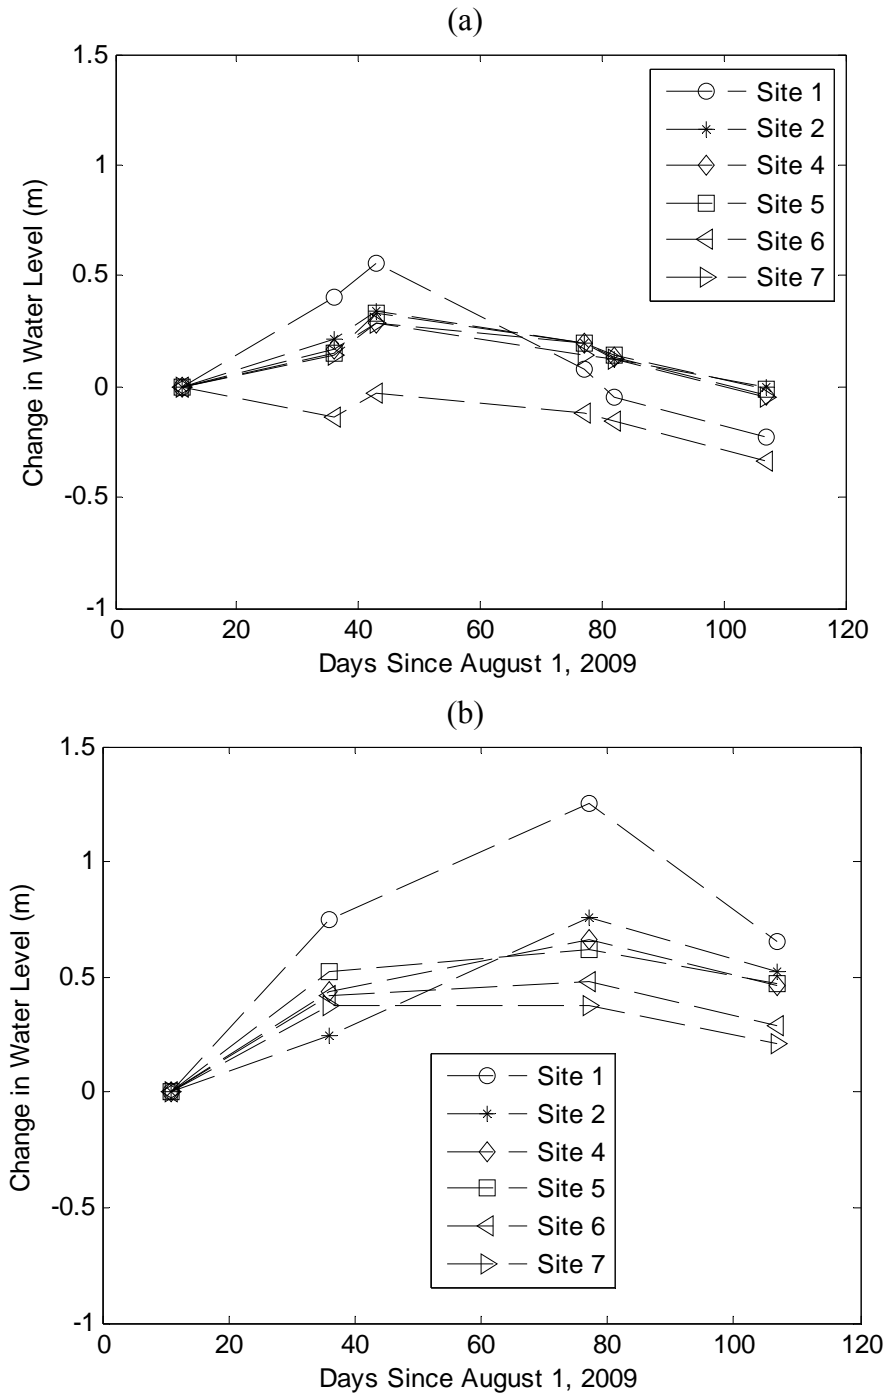 (a)
1.5
1
0.5
0
-0.5
-1
0 20 40 60 80 100 120
Change in Water Level (m)
Days Since August 1, 2009
Site 1
Site 2
Site 4
Site 5
Site 6
Site 7
(b)
1.5
1
0.5
0
-0.5
-1
0 20 40 60 80 100 120
Change in Water Level (m)
Days Since August 1, 2009
Site 1
Site 2
Site 4
Site 5
Site 6
Site 7